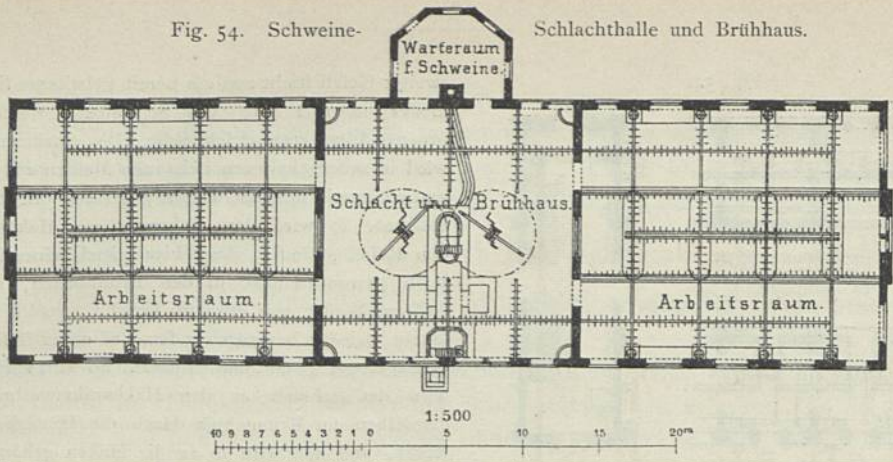 Fig. 54. Schweine- Schlachthalle und Brühhaus.
Warteraum
f. Schweine.
Schlacht und Brühhaus.
Arbeitsraum. Arbeitsraum.
1:500
10 9 8 7 6 5 4 3 2 1 0 5 10 15 20m